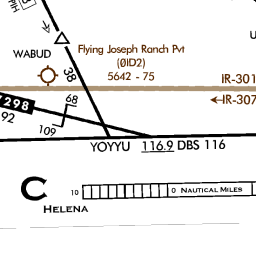 WABUD
Flying Joseph Ranch Pvt
(0ID2)
5642 - 75
38
IR-301
←IR-307
298
68
92
109
YOYYU 116.9 DBS 116
C
10 0 NAUTICAL MILES
HELENA